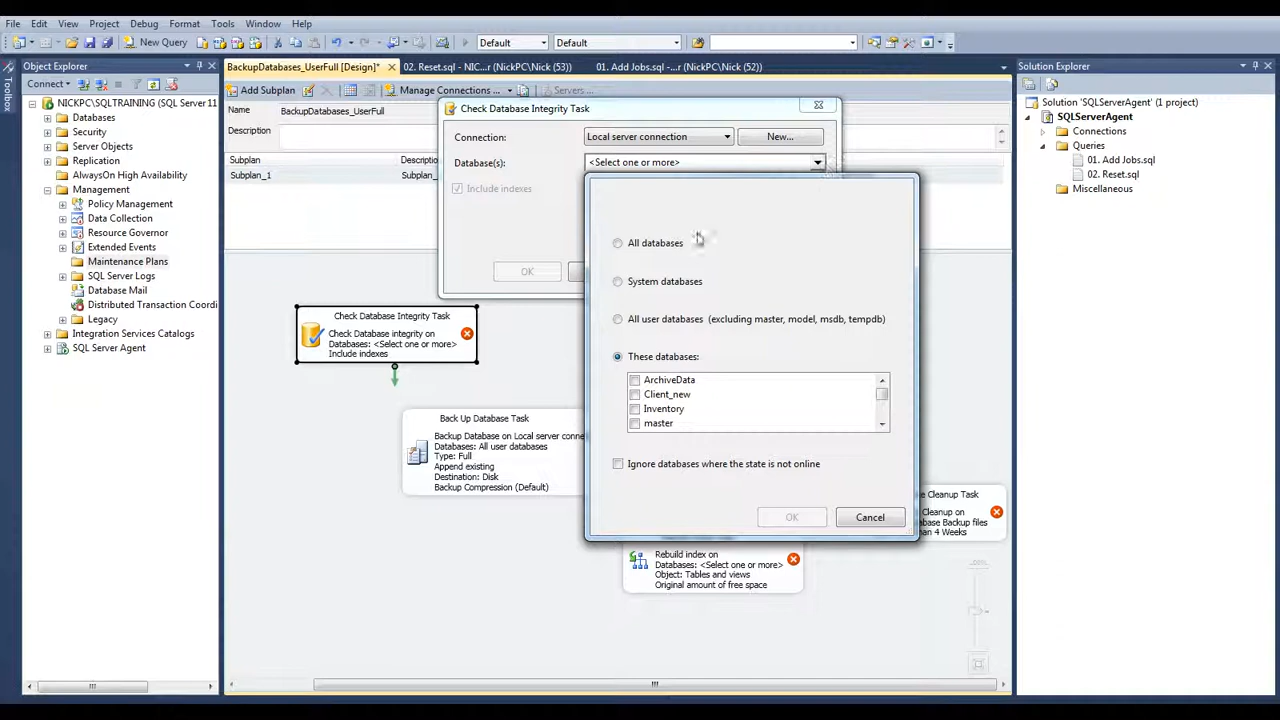 File Edit View Project Debug Format Tools Window Help
New Query Default Default
Object Explorer
Connect
NICKPC\SQLTRAINING (SQL Server 11
Databases
Security
Server Objects
Replication
AlwaysOn High Availability
Management
Policy Management
Data Collection
Resource Governor
Extended Events
Maintenance Plans
SQL Server Logs
Database Mail
Distributed Transaction Coordi
Legacy
Integration Services Catalogs
SQL Server Agent
Toolbox
BackupDatabases_UserFull [Design]* 02. Reset.sql - NIC...r (NickPC\Nick (53)) 01. Add Jobs.sql -...r (NickPC\Nick (52))
Add Subplan Manage Connections... Servers...
Name BackupDatabases_UserFull
Description
Subplan Descriptio
Subplan_1 Subplan_
Check Database Integrity Task
Connection: Local server connection New...
Database(s): <Select one or more>
Include indexes
OK
All databases
System databases
All user databases (excluding master, model, msdb, tempdb)
These databases:
ArchiveData
Client_new
Inventory
master
Ignore databases where the state is not online
OK Cancel
Check Database Integrity Task
Check Database integrity on
Databases: <Select one or more>
Include indexes
Back Up Database Task
Backup Database on Local server conne
Databases: All user databases
Type: Full
Append existing
Destination: Disk
Backup Compression (Default)
Rebuild index on
Databases: <Select one or more>
Object: Tables and views
Original amount of free space
e Cleanup Task
Cleanup on
base Backup files
an 4 Weeks
Solution Explorer
Solution 'SQLServerAgent' (1 project)
SQLServerAgent
Connections
Queries
01. Add Jobs.sql
02. Reset.sql
Miscellaneous